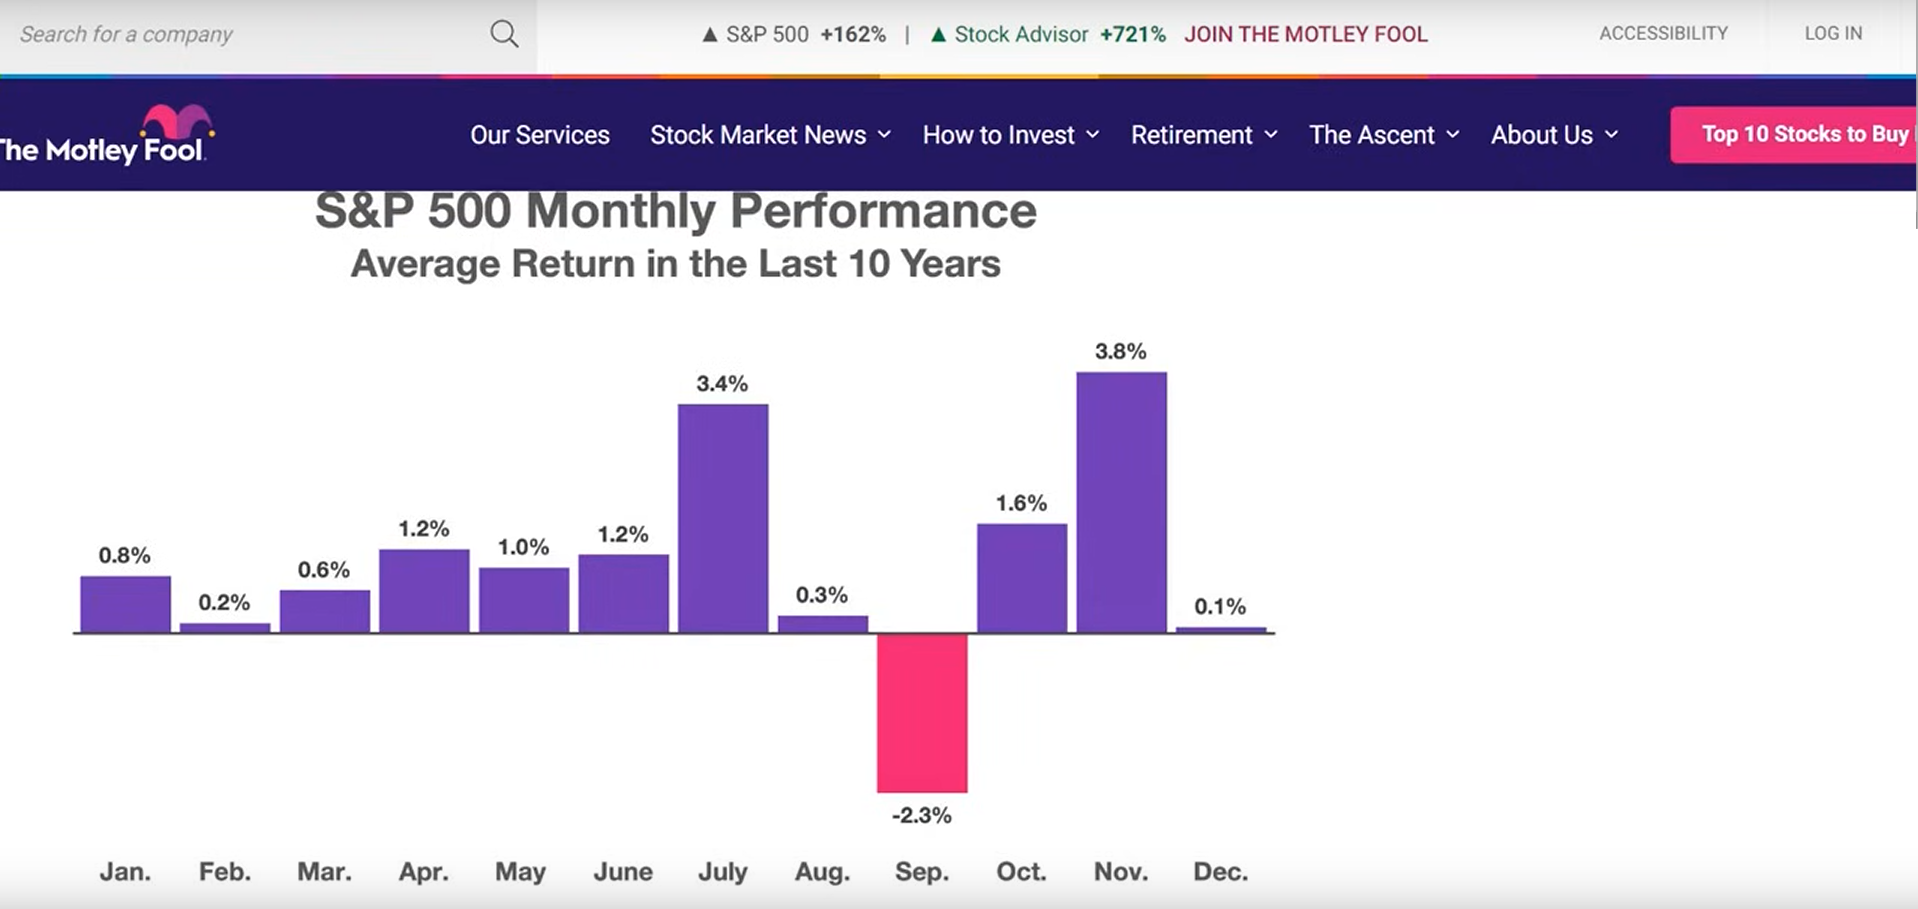 Search for a company
▲ S&P 500 +162% | ▲ Stock Advisor +721% JOIN THE MOTLEY FOOL
ACCESSIBILITY
LOG IN
The Motley Fool.
Our Services
Stock Market News
How to Invest
Retirement
The Ascent
About Us
Top 10 Stocks to Buy
S&P 500 Monthly Performance
Average Return in the Last 10 Years
0.8%
0.2%
0.6%
1.2%
1.0%
1.2%
3.4%
0.3%
-2.3%
1.6%
3.8%
0.1%
Jan. Feb. Mar. Apr. May June July Aug. Sep. Oct. Nov. Dec.